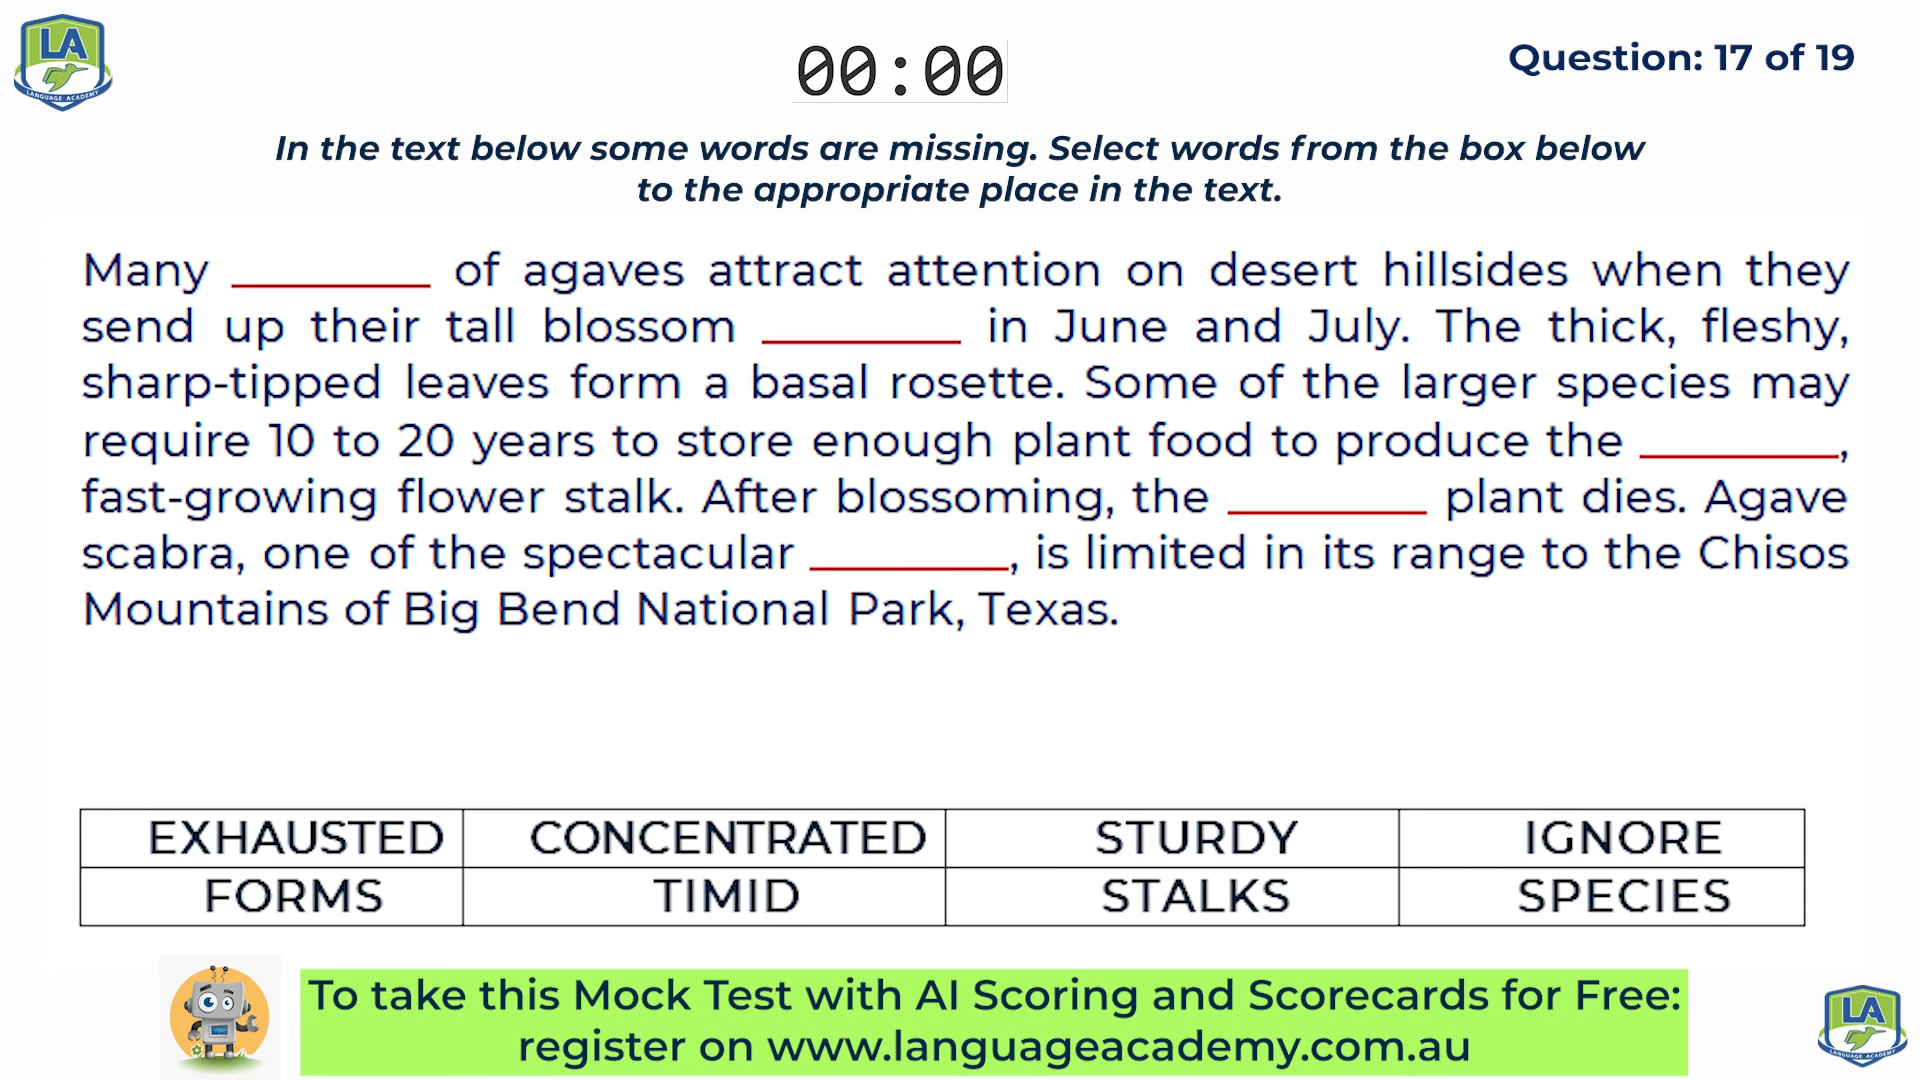 LA
LANGUAGE ACADEMY
00:00
Question: 17 of 19
In the text below some words are missing. Select words from the box below
to the appropriate place in the text.
Many ________ of agaves attract attention on desert hillsides when they
send up their tall blossom ________ in June and July. The thick, fleshy,
sharp-tipped leaves form a basal rosette. Some of the larger species may
require 10 to 20 years to store enough plant food to produce the ________,
fast-growing flower stalk. After blossoming, the ________ plant dies. Agave
scabra, one of the spectacular ________, is limited in its range to the Chisos
Mountains of Big Bend National Park, Texas.
EXHAUSTED CONCENTRATED STURDY IGNORE
FORMS TIMID STALKS SPECIES
To take this Mock Test with AI Scoring and Scorecards for Free:
register on www.languageacademy.com.au
LA
LANGUAGE ACADEMY